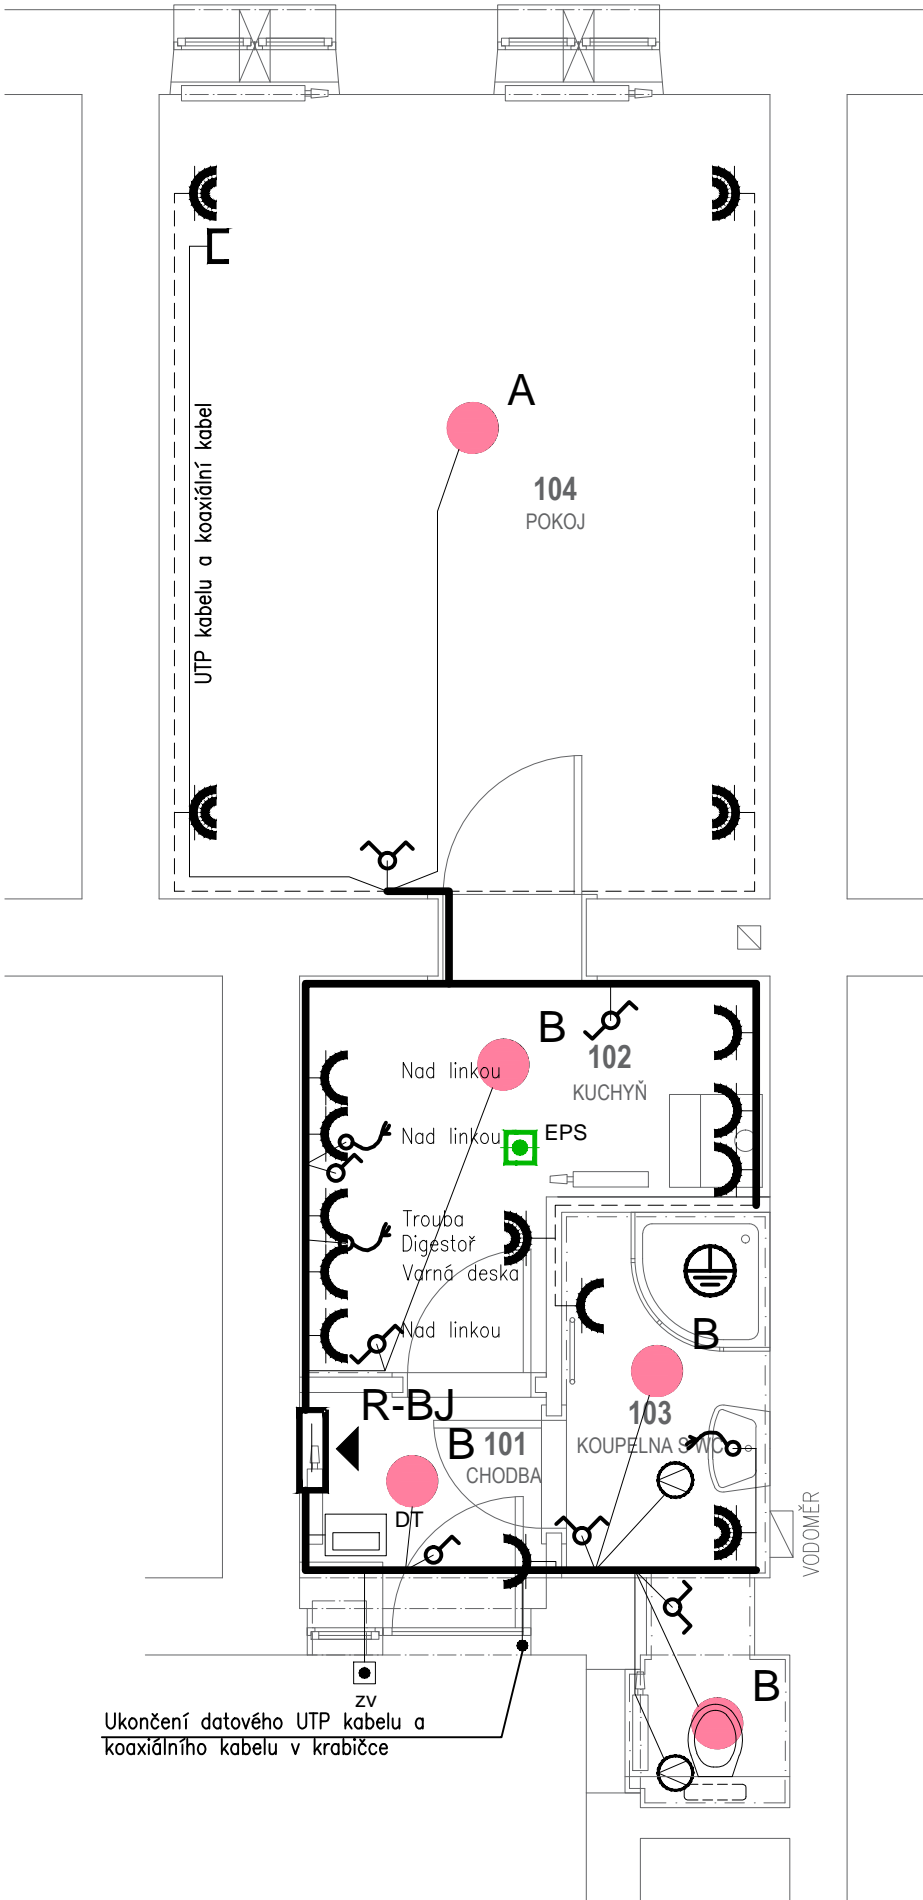 A
104
POKOJ
UTP kabelu a koaxiální kabel
B
102
KUCHYŇ
Nad linkou
Nad linkou
EPS
Trouba
Digestoř
Varná deska
Nad linkou
B
R-BJ
B
101
CHODBA
103
KOUPELNA S WC
DT
VODOMĚR
B
zv
Ukončení datového UTP kabelu a
koaxiálního kabelu v krabičce